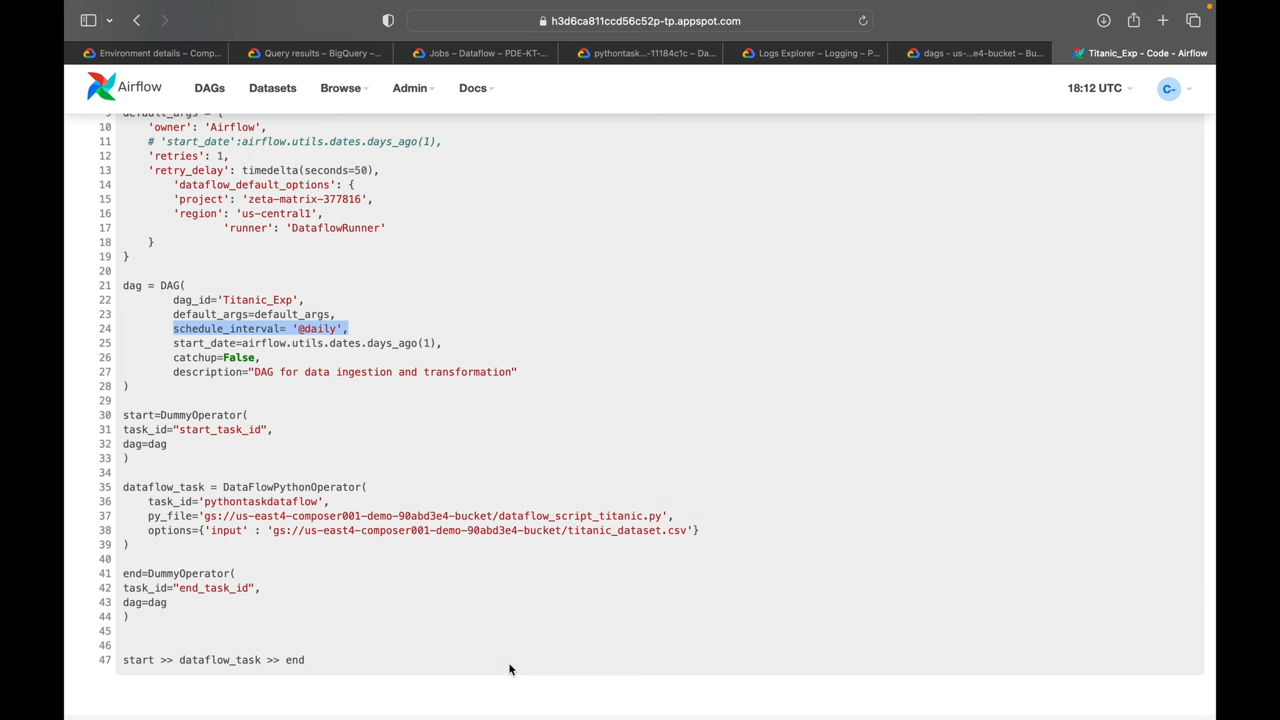 h3d6ca811ccd56c52p-tp.appspot.com
Environment details – Comp...
Query results – BigQuery –...
Jobs – Dataflow – PDE-KT-...
pythontask...-11184c1c – Da...
Logs Explorer – Logging – P...
dags - us-...e4-bucket – Bu...
Titanic_Exp - Code - Airflow
Airflow DAGs Datasets Browse Admin Docs 18:12 UTC C-
9 default_args = {
10 'owner': 'Airflow',
11 # 'start_date':airflow.utils.dates.days_ago(1),
12 'retries': 1,
13 'retry_delay': timedelta(seconds=50),
14 'dataflow_default_options': {
15 'project': 'zeta-matrix-377816',
16 'region': 'us-central1',
17 'runner': 'DataflowRunner'
18 }
19 }
20
21 dag = DAG(
22 dag_id='Titanic_Exp',
23 default_args=default_args,
24 schedule_interval= '@daily',
25 start_date=airflow.utils.dates.days_ago(1),
26 catchup=False,
27 description="DAG for data ingestion and transformation"
28 )
29
30 start=DummyOperator(
31 task_id="start_task_id",
32 dag=dag
33 )
34
35 dataflow_task = DataFlowPythonOperator(
36 task_id='pythontaskdataflow',
37 py_file='gs://us-east4-composer001-demo-90abd3e4-bucket/dataflow_script_titanic.py',
38 options={'input' : 'gs://us-east4-composer001-demo-90abd3e4-bucket/titanic_dataset.csv'}
39 )
40
41 end=DummyOperator(
42 task_id="end_task_id",
43 dag=dag
44 )
45
46
47 start >> dataflow_task >> end